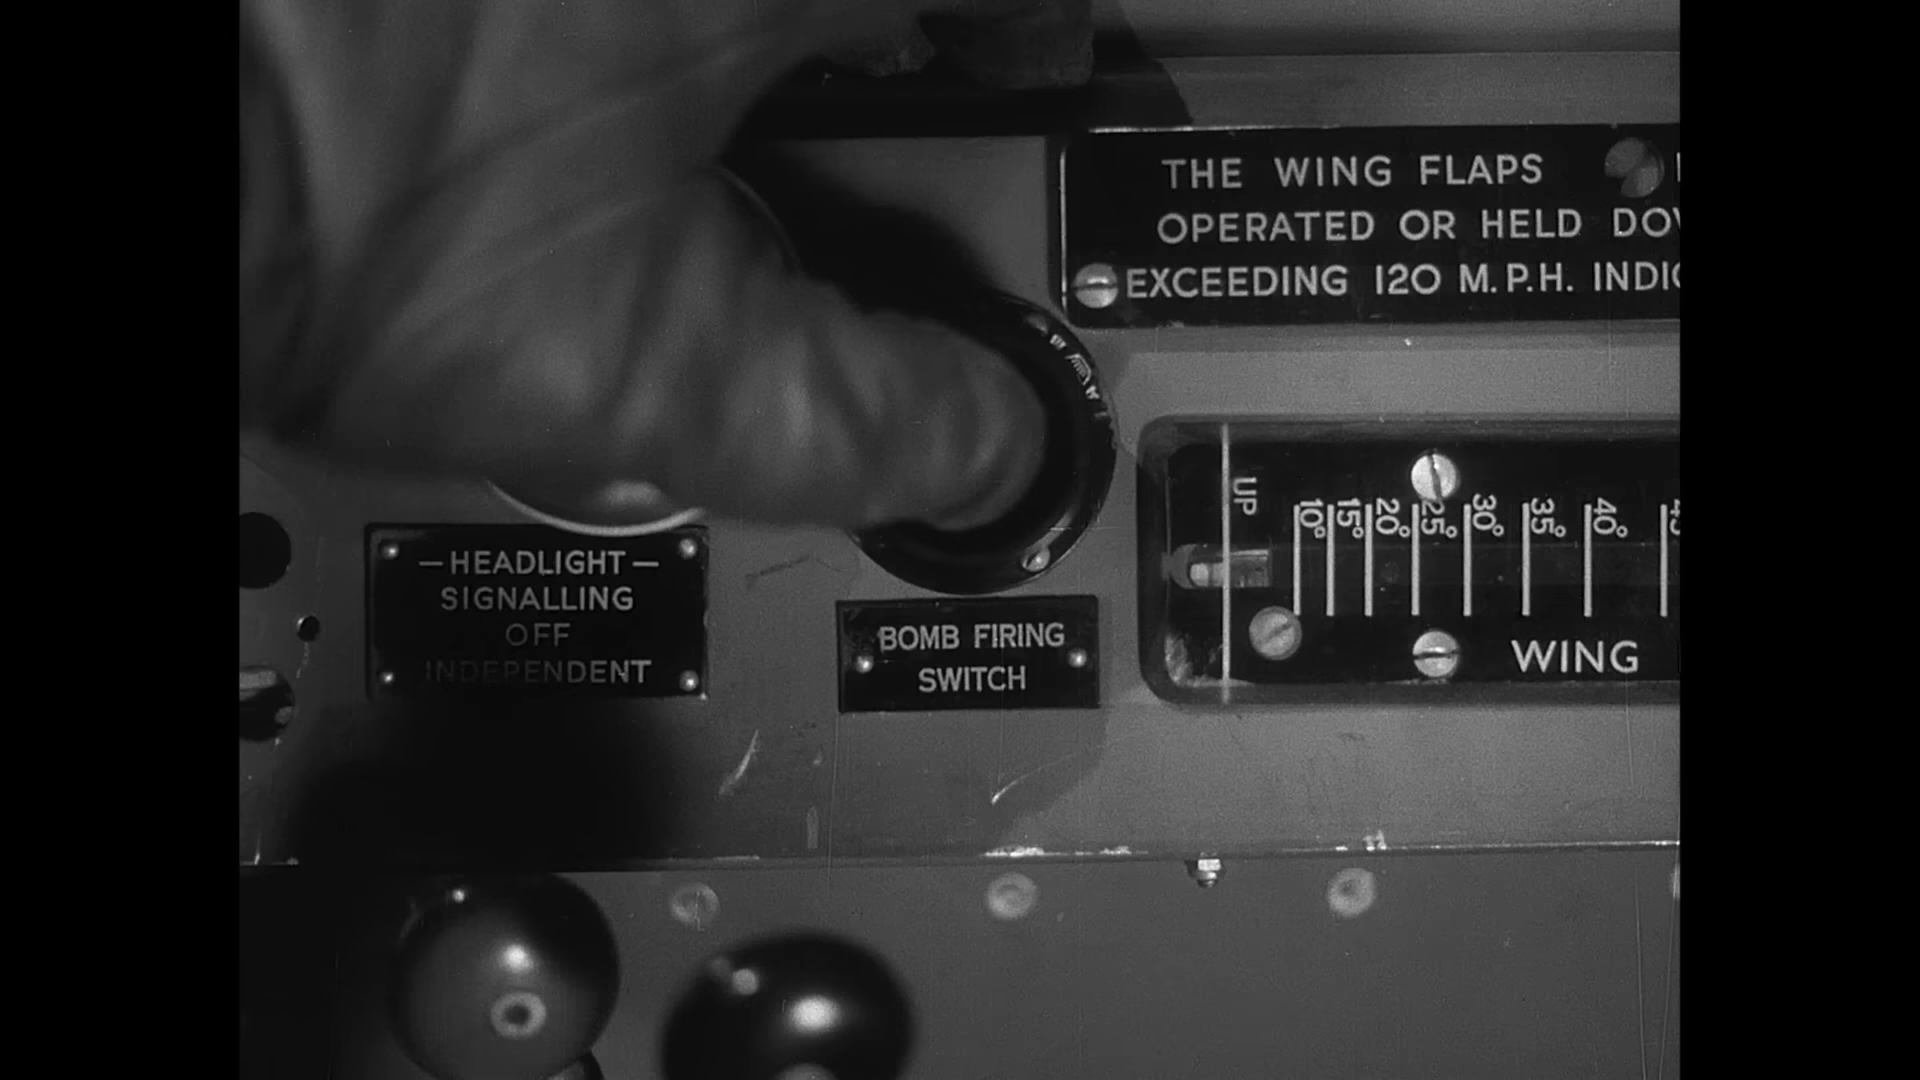 THE WING FLAPS
OPERATED OR HELD
EXCEEDING 120 M.P.H.
UP
10° 15° 20° 25° 30° 35° 40°
WING
— HEADLIGHT —
SIGNALLING
OFF
INDEPENDENT
BOMB FIRING
SWITCH